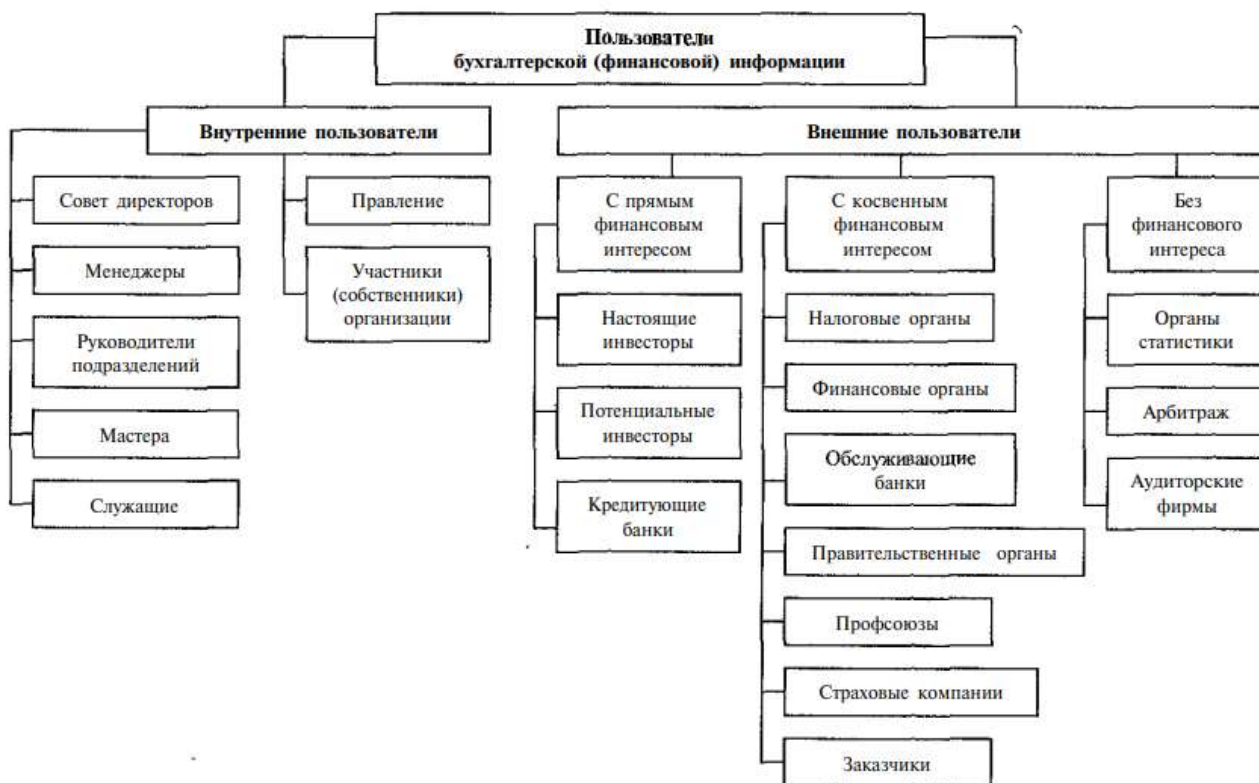 Пользователи
бухгалтерской (финансовой) информации
Внутренние пользователи
Совет директоров
Менеджеры
Руководители
подразделений
Мастера
Служащие
Правление
Участники
(собственники)
организации
Внешние пользователи
С прямым
финансовым
интересом
Настоящие
инвесторы
Потенциальные
инвесторы
Кредитующие
банки
С косвенным
финансовым
интересом
Налоговые органы
Финансовые органы
Обслуживающие
банки
Правительственные органы
Профсоюзы
Страховые компании
Заказчики
Без
финансового
интереса
Органы
статистики
Арбитраж
Аудиторские
фирмы